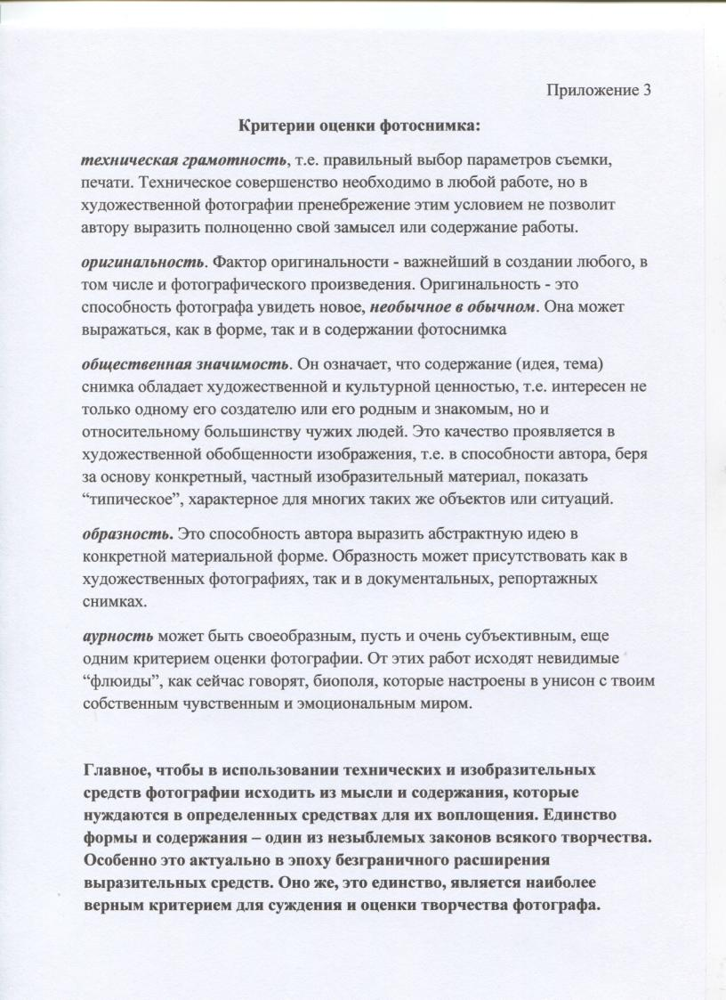 Приложение 3
Критерии оценки фотоснимка:
техническая грамотность, т.е. правильный выбор параметров съемки,
печати. Техническое совершенство необходимо в любой работе, но в
художественной фотографии пренебрежение этим условием не позволит
автору выразить полноценно свой замысел или содержание работы.
оригинальность. Фактор оригинальности - важнейший в создании любого, в
том числе и фотографического произведения. Оригинальность - это
способность фотографа увидеть новое, необычное в обычном. Она может
выражаться, как в форме, так и в содержании фотоснимка
общественная значимость. Он означает, что содержание (идея, тема)
снимка обладает художественной и культурной ценностью, т.е. интересен не
только одному его создателю или его родным и знакомым, но и
относительному большинству чужих людей. Это качество проявляется в
художественной обобщенности изображения, т.е. в способности автора, беря
за основу конкретный, частный изобразительный материал, показать
“типическое”, характерное для многих таких же объектов или ситуаций.
образность. Это способность автора выразить абстрактную идею в
конкретной материальной форме. Образность может присутствовать как в
художественных фотографиях, так и в документальных, репортажных
снимках.
аурность может быть своеобразным, пусть и очень субъективным, еще
одним критерием оценки фотографии. От этих работ исходят невидимые
“флюиды”, как сейчас говорят, биополя, которые настроены в унисон с твоим
собственным чувственным и эмоциональным миром.
Главное, чтобы в использовании технических и изобразительных
средств фотографии исходить из мысли и содержания, которые
нуждаются в определенных средствах для их воплощения. Единство
формы и содержания – один из незыблемых законов всякого творчества.
Особенно это актуально в эпоху безграничного расширения
выразительных средств. Оно же, это единство, является наиболее
верным критерием для суждения и оценки творчества фотографа.